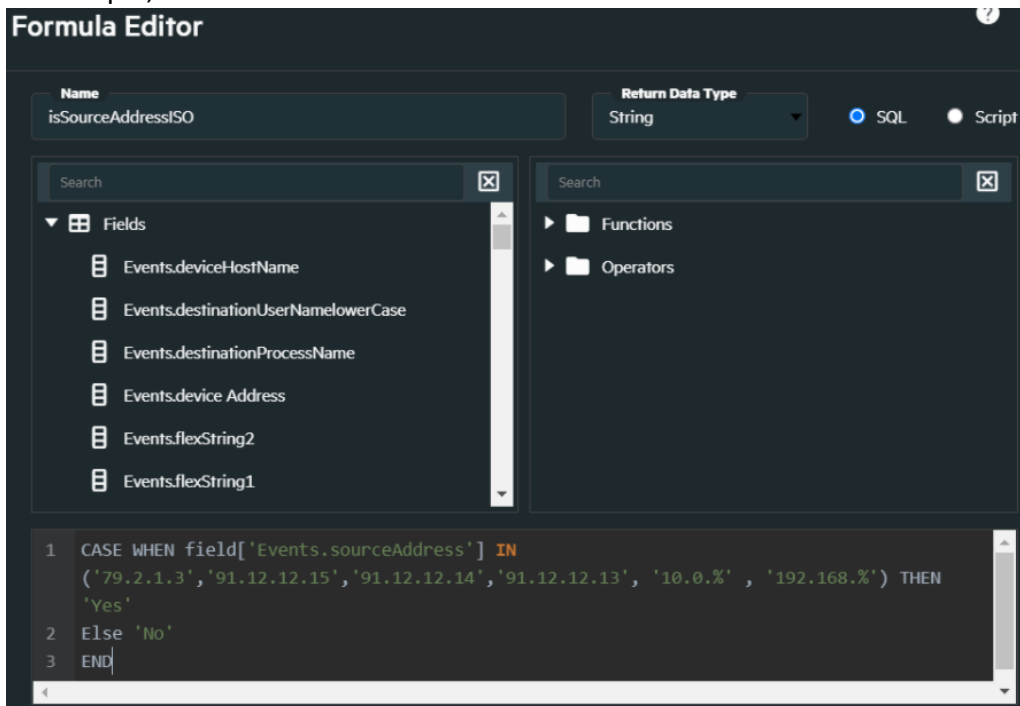 Formula Editor
?
Name
isSourceAddressISO
Return Data Type
String
SQL
Script
Search
Search
Fields
Events.deviceHostName
Events.destinationUserNamelowerCase
Events.destinationProcessName
Events.device Address
Events.flexString2
Events.flexString1
Functions
Operators
1 CASE WHEN field['Events.sourceAddress'] IN
('79.2.1.3','91.12.12.15','91.12.12.14','91.12.12.13', '10.0.%' , '192.168.%') THEN
'Yes'
2 Else 'No'
3 END